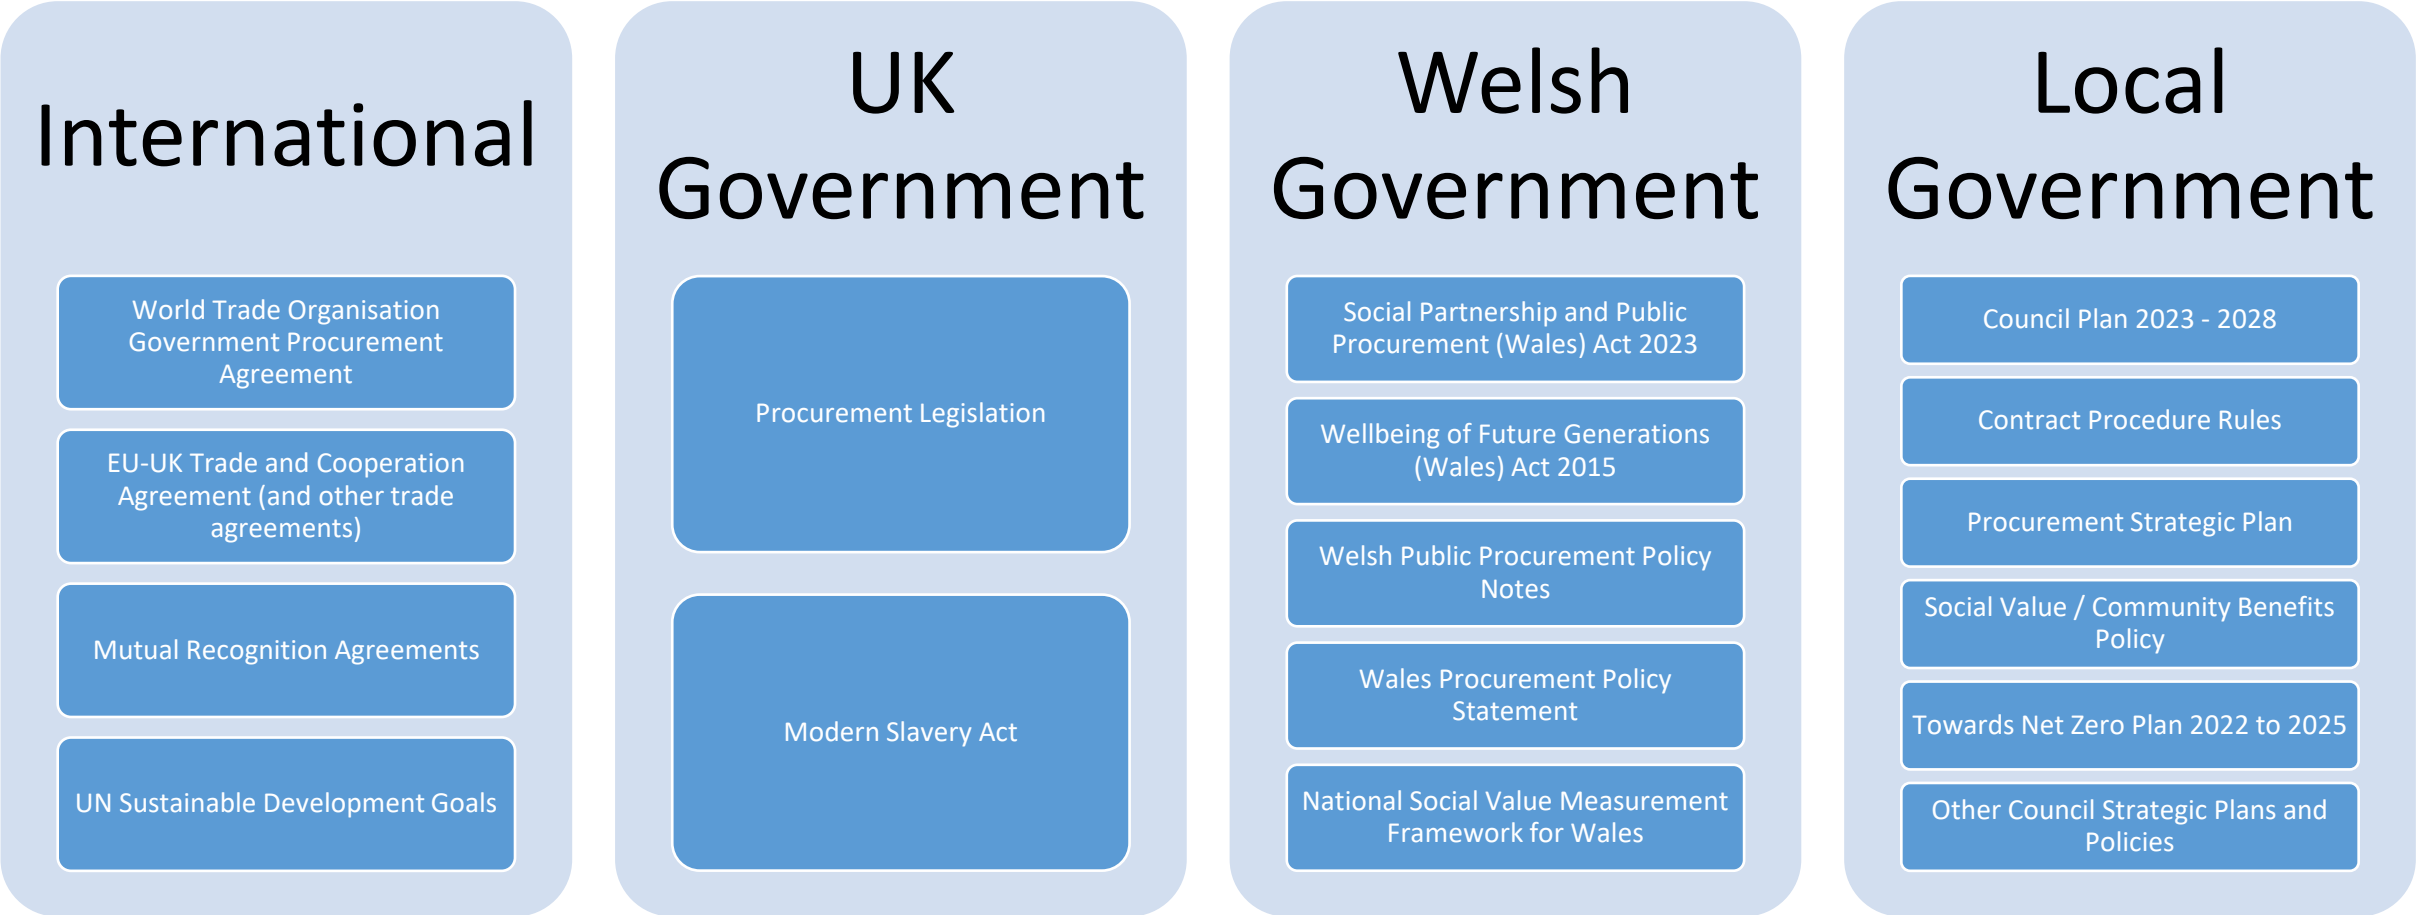 International
World Trade Organisation
Government Procurement
Agreement
EU-UK Trade and Cooperation
Agreement (and other trade
agreements)
Mutual Recognition Agreements
UN Sustainable Development Goals
UK
Government
Procurement Legislation
Modern Slavery Act
Welsh
Government
Social Partnership and Public
Procurement (Wales) Act 2023
Wellbeing of Future Generations
(Wales) Act 2015
Welsh Public Procurement Policy
Notes
Wales Procurement Policy
Statement
National Social Value Measurement
Framework for Wales
Local
Government
Council Plan 2023 - 2028
Contract Procedure Rules
Procurement Strategic Plan
Social Value / Community Benefits
Policy
Towards Net Zero Plan 2022 to 2025
Other Council Strategic Plans and
Policies